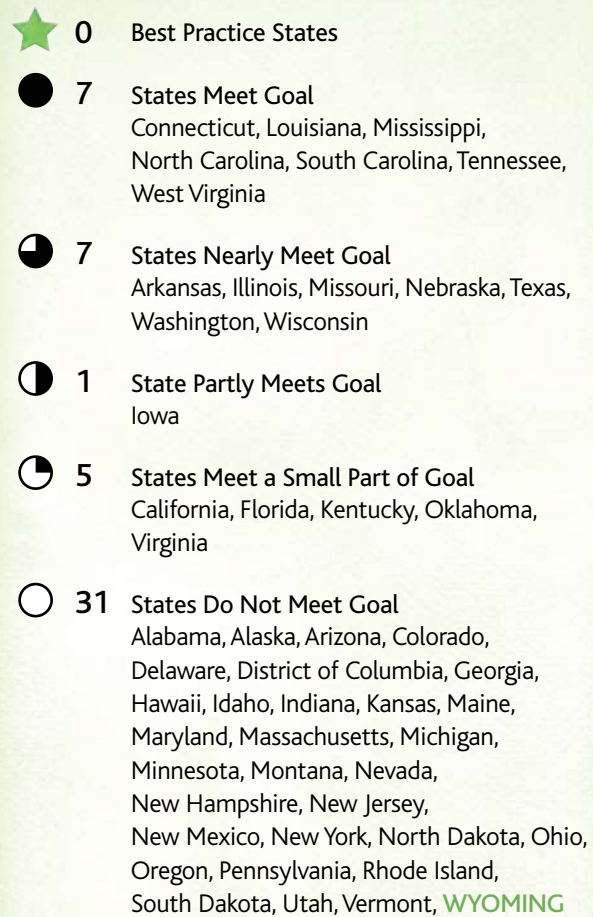 0 Best Practice States
7 States Meet Goal
Connecticut, Louisiana, Mississippi,
North Carolina, South Carolina, Tennessee,
West Virginia
7 States Nearly Meet Goal
Arkansas, Illinois, Missouri, Nebraska, Texas,
Washington, Wisconsin
1 State Partly Meets Goal
Iowa
5 States Meet a Small Part of Goal
California, Florida, Kentucky, Oklahoma,
Virginia
31 States Do Not Meet Goal
Alabama, Alaska, Arizona, Colorado,
Delaware, District of Columbia, Georgia,
Hawaii, Idaho, Indiana, Kansas, Maine,
Maryland, Massachusetts, Michigan,
Minnesota, Montana, Nevada,
New Hampshire, New Jersey,
New Mexico, New York, North Dakota, Ohio,
Oregon, Pennsylvania, Rhode Island,
South Dakota, Utah, Vermont, WYOMING